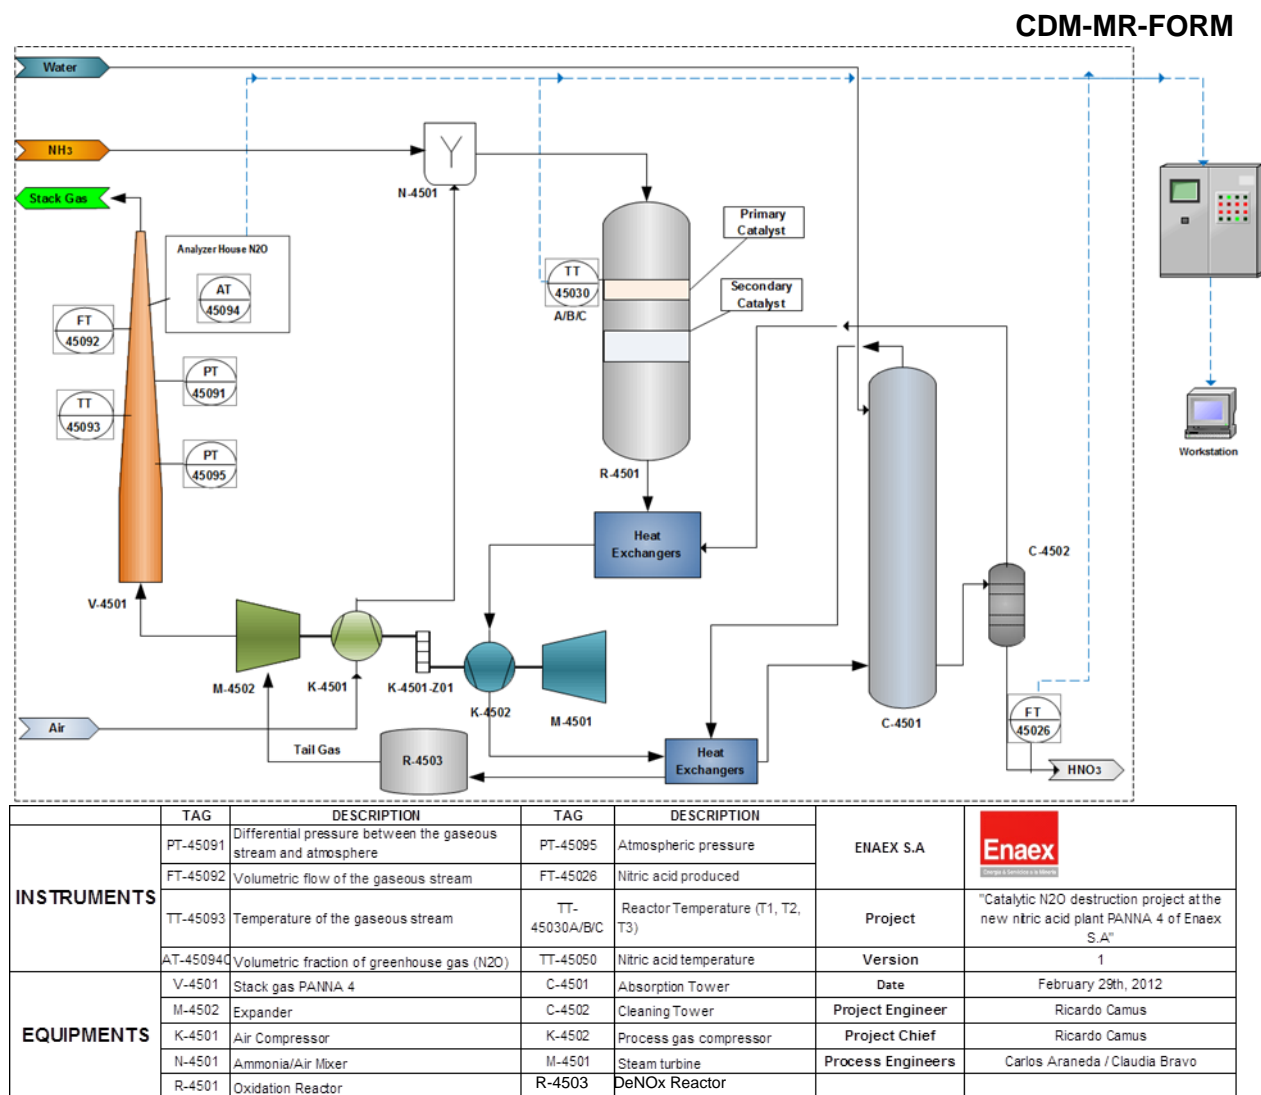 CDM-MR-FORM
Water
NH3
Stack Gas
N-4501
Analyzer House N2O
AT
45094
FT
45092
PT
45091
TT
45093
PT
45095
TT
45030
A/B/C
Primary
Catalyst
Secondary
Catalyst
R-4501
Heat
Exchangers
C-4502
Workstation
V-4501
M-4502
K-4501
K-4501-Z01
K-4502
M-4501
C-4501
FT
45026
Air
Tail Gas
R-4503
Heat
Exchangers
HNO3
TAG DESCRIPTION TAG DESCRIPTION
INSTRUMENTS
PT-45091 Differential pressure between the gaseous
stream and atmosphere
PT-45095 Atmospheric pressure
ENAEX S.A
Enaex
FT-45092 Volumetric flow of the gaseous stream FT-45026 Nitric acid produced
TT-45093 Temperature of the gaseous stream
TT-
45030A/B/C
Reactor Temperature (T1, T2,
T3)
Project
"Catalytic N2O destruction project at the
new nitric acid plant PANNA 4 of Enaex
S.A"
AT-45094C Volumetric fraction of greenhouse gas (N2O) TT-45050 Nitric acid temperature Version 1
EQUIPMENTS
V-4501 Stack gas PANNA 4 C-4501 Absorption Tower Date February 29th, 2012
M-4502 Expander C-4502 Cleaning Tower Project Engineer Ricardo Camus
K-4501 Air Compressor K-4502 Process gas compressor Project Chief Ricardo Camus
N-4501 Ammonia/Air Mixer M-4501 Steam turbine Process Engineers Carlos Araneda / Claudia Bravo
R-4501 Oxidation Reactor R-4503 DeNOx Reactor